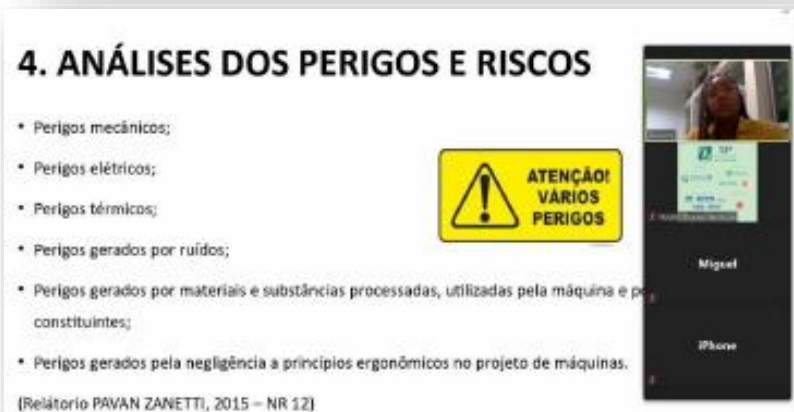 4. ANÁLISES DOS PERIGOS E RISCOS
• Perigos mecânicos;
• Perigos elétricos;
• Perigos térmicos;
• Perigos gerados por ruídos;
• Perigos gerados por materiais e substâncias processadas, utilizadas pela máquina e
constituintes;
• Perigos gerados pela negligência a princípios ergonômicos no projeto de máquinas.
(Relátorio PAVAN ZANETTI, 2015 – NR 12)
ATENÇÃO!
VÁRIOS
PERIGOS
Miguel
iPhone